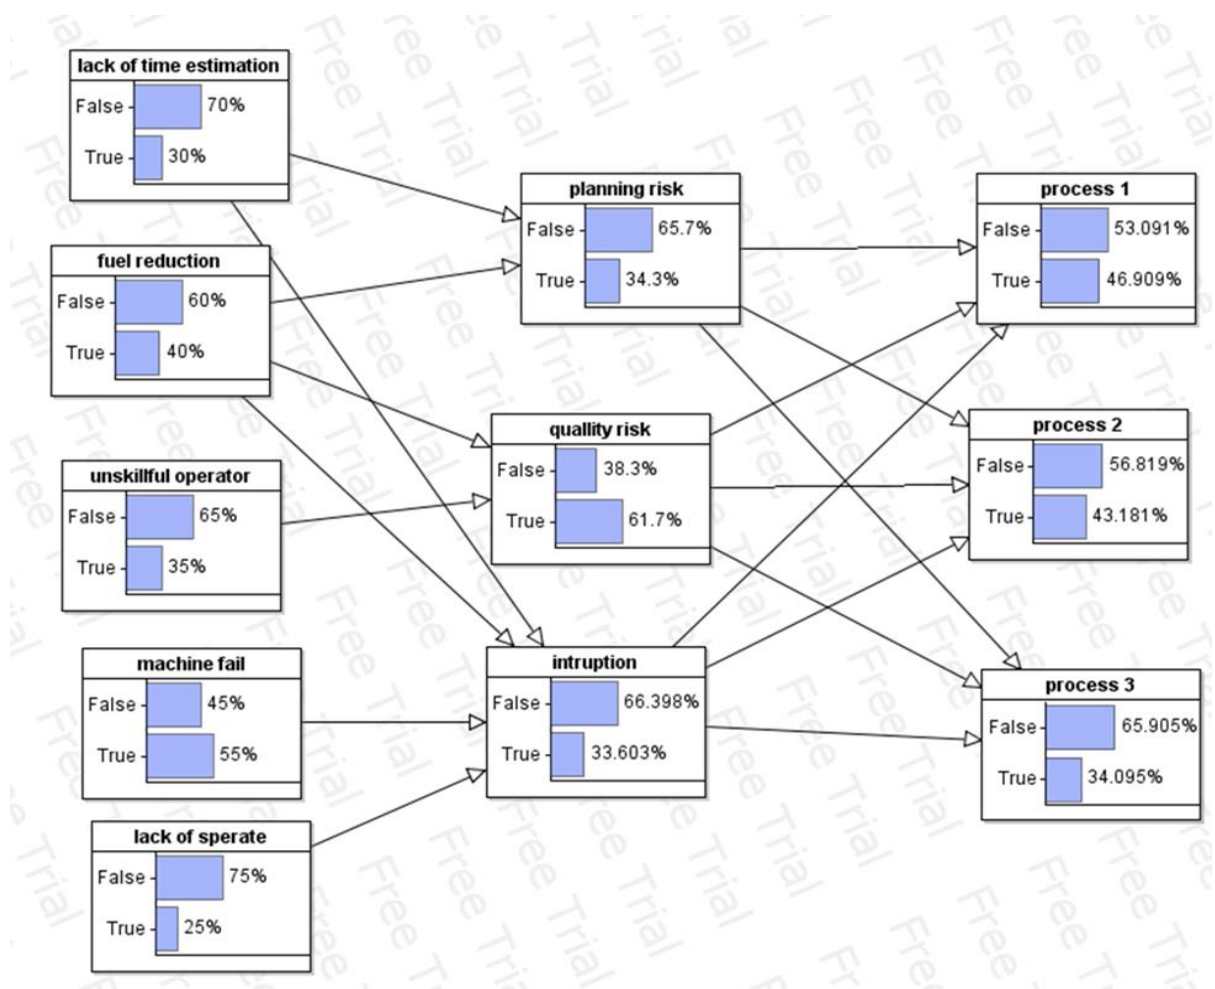 lack of time estimation
False 70%
True 30%
fuel reduction
False 60%
True 40%
unskillful operator
False 65%
True 35%
machine fail
False 45%
True 55%
lack of sperate
False 75%
True 25%
planning risk
False 65.7%
True 34.3%
quallity risk
False 38.3%
True 61.7%
intruption
False 66.398%
True 33.603%
process 1
False 53.091%
True 46.909%
process 2
False 56.819%
True 43.181%
process 3
False 65.905%
True 34.095%
Free Trial